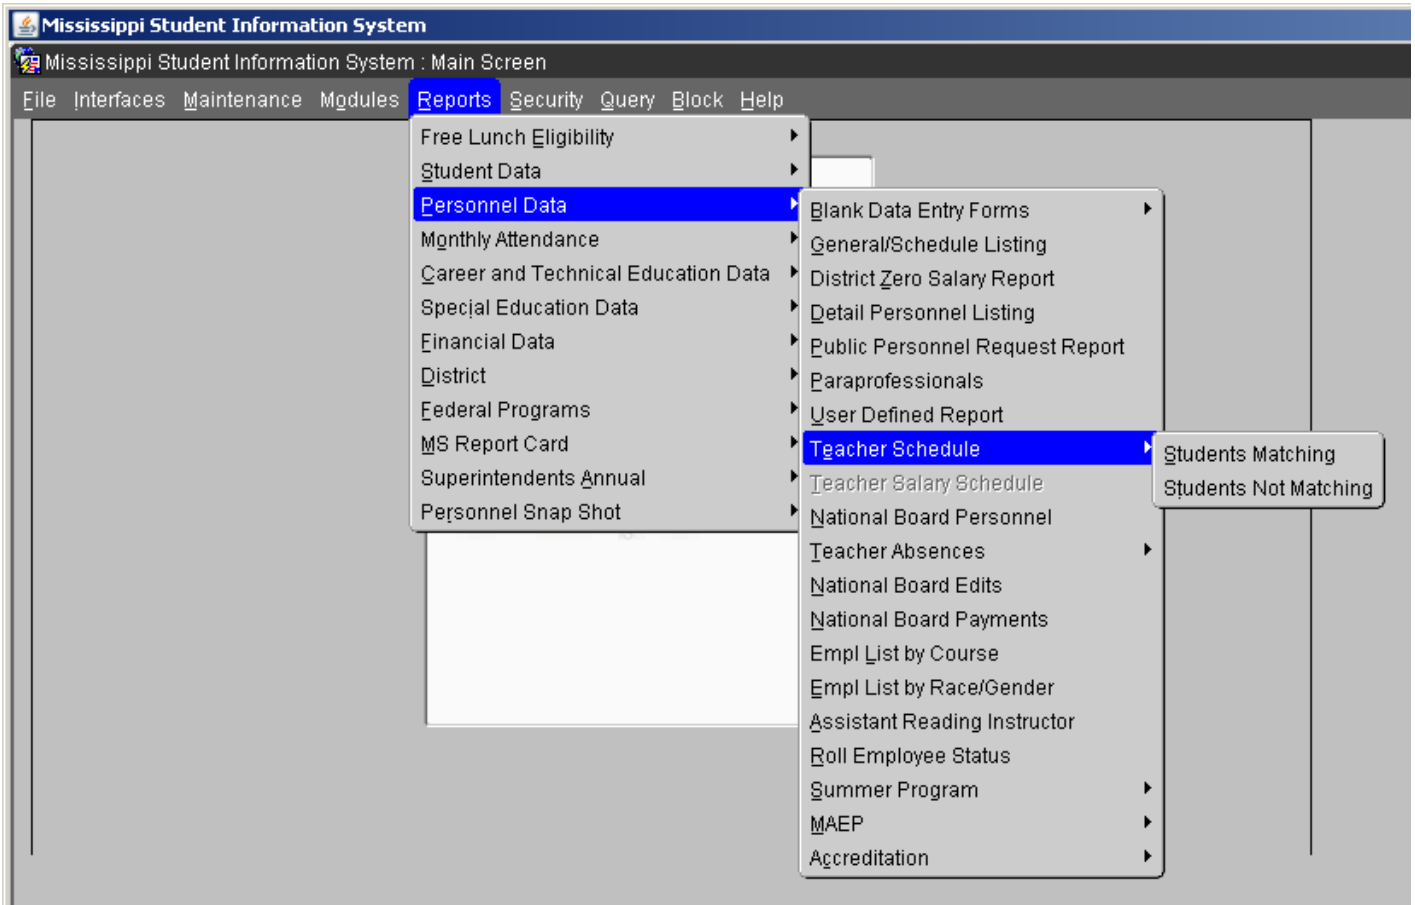 Mississippi Student Information System
Mississippi Student Information System : Main Screen
File Interfaces Maintenance Modules Reports Security Query Block Help
Free Lunch Eligibility
Student Data
Personnel Data
Monthly Attendance
Career and Technical Education Data
Special Education Data
Financial Data
District
Federal Programs
MS Report Card
Superintendents Annual
Personnel Snap Shot
Blank Data Entry Forms
General/Schedule Listing
District Zero Salary Report
Detail Personnel Listing
Public Personnel Request Report
Paraprofessionals
User Defined Report
Teacher Schedule
Teacher Salary Schedule
National Board Personnel
Teacher Absences
National Board Edits
National Board Payments
Empl List by Course
Empl List by Race/Gender
Assistant Reading Instructor
Roll Employee Status
Summer Program
MAEP
Accreditation
Students Matching
Students Not Matching